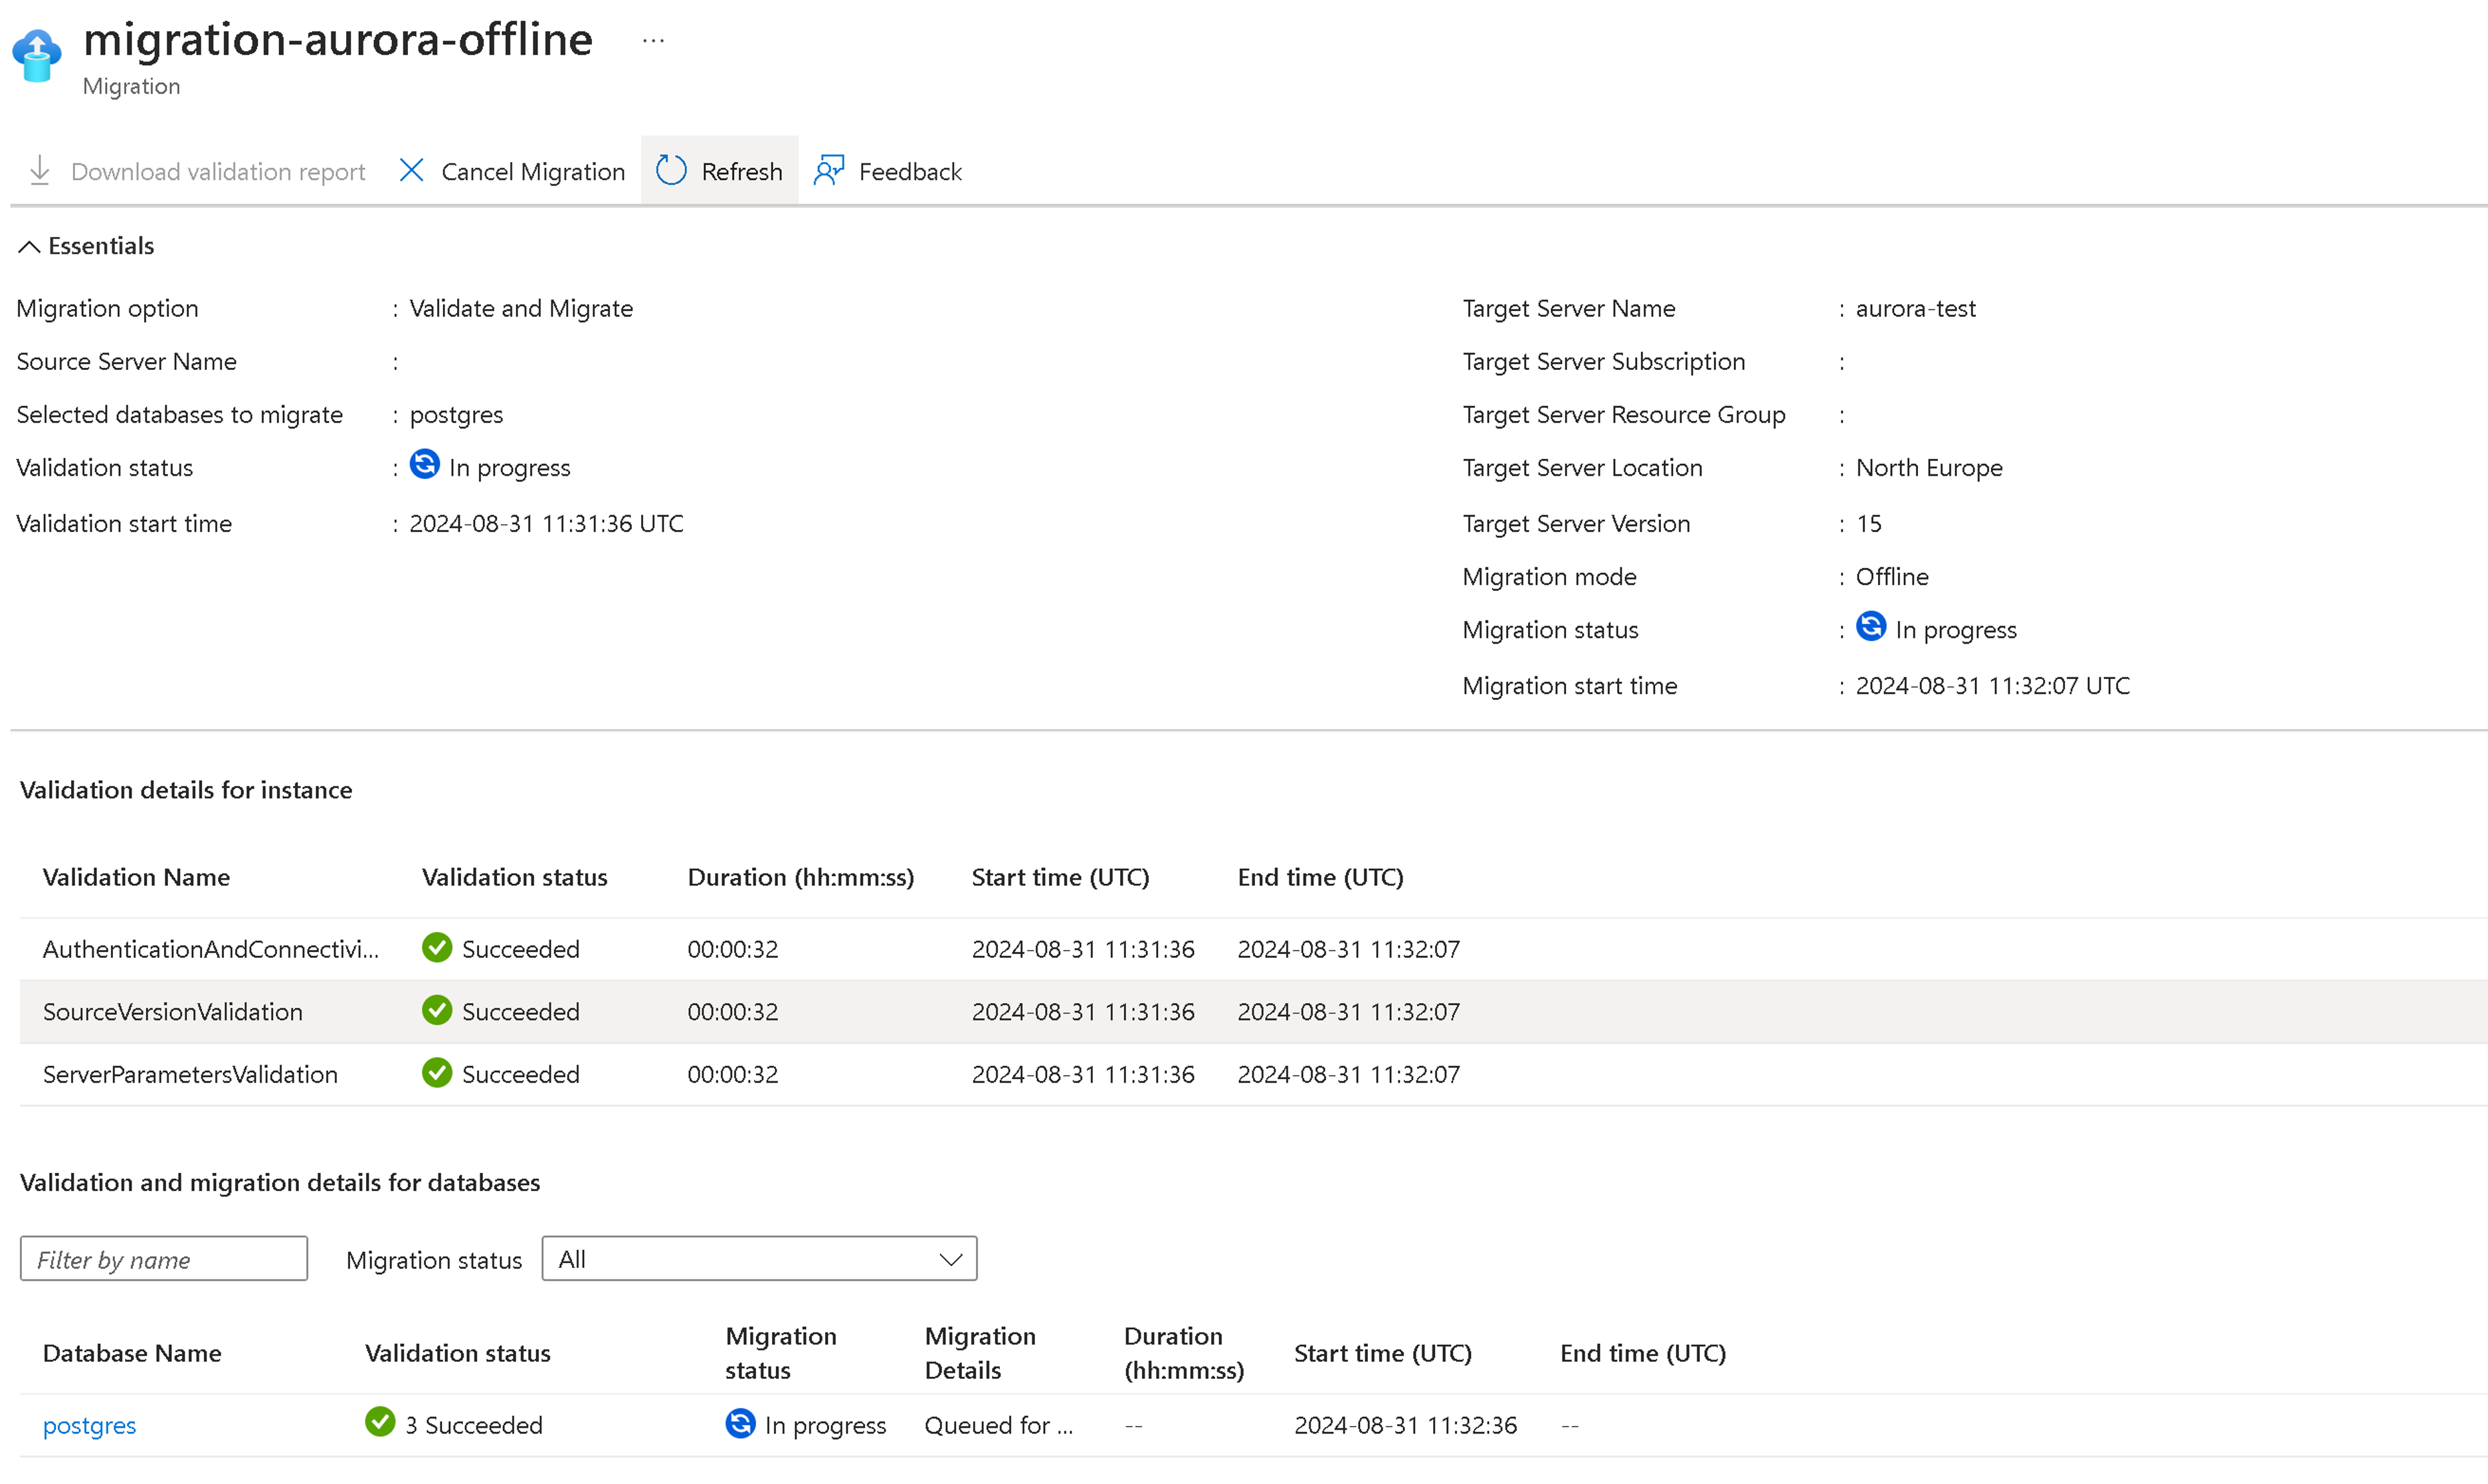 migration-aurora-offline ...
Migration
Download validation report Cancel Migration Refresh Feedback
Essentials
Migration option : Validate and Migrate Target Server Name : aurora-test
Source Server Name : Target Server Subscription :
Selected databases to migrate : postgres Target Server Resource Group :
Validation status : In progress Target Server Location : North Europe
Validation start time : 2024-08-31 11:31:36 UTC Target Server Version : 15
Migration mode : Offline
Migration status : In progress
Migration start time : 2024-08-31 11:32:07 UTC
Validation details for instance
Validation Name Validation status Duration (hh:mm:ss) Start time (UTC) End time (UTC)
AuthenticationAndConnectivi... Succeeded 00:00:32 2024-08-31 11:31:36 2024-08-31 11:32:07
SourceVersionValidation Succeeded 00:00:32 2024-08-31 11:31:36 2024-08-31 11:32:07
ServerParametersValidation Succeeded 00:00:32 2024-08-31 11:31:36 2024-08-31 11:32:07
Validation and migration details for databases
Filter by name Migration status All
Database Name Validation status Migration status Migration Details Duration (hh:mm:ss) Start time (UTC) End time (UTC)
postgres 3 Succeeded In progress Queued for ... -- 2024-08-31 11:32:36 --